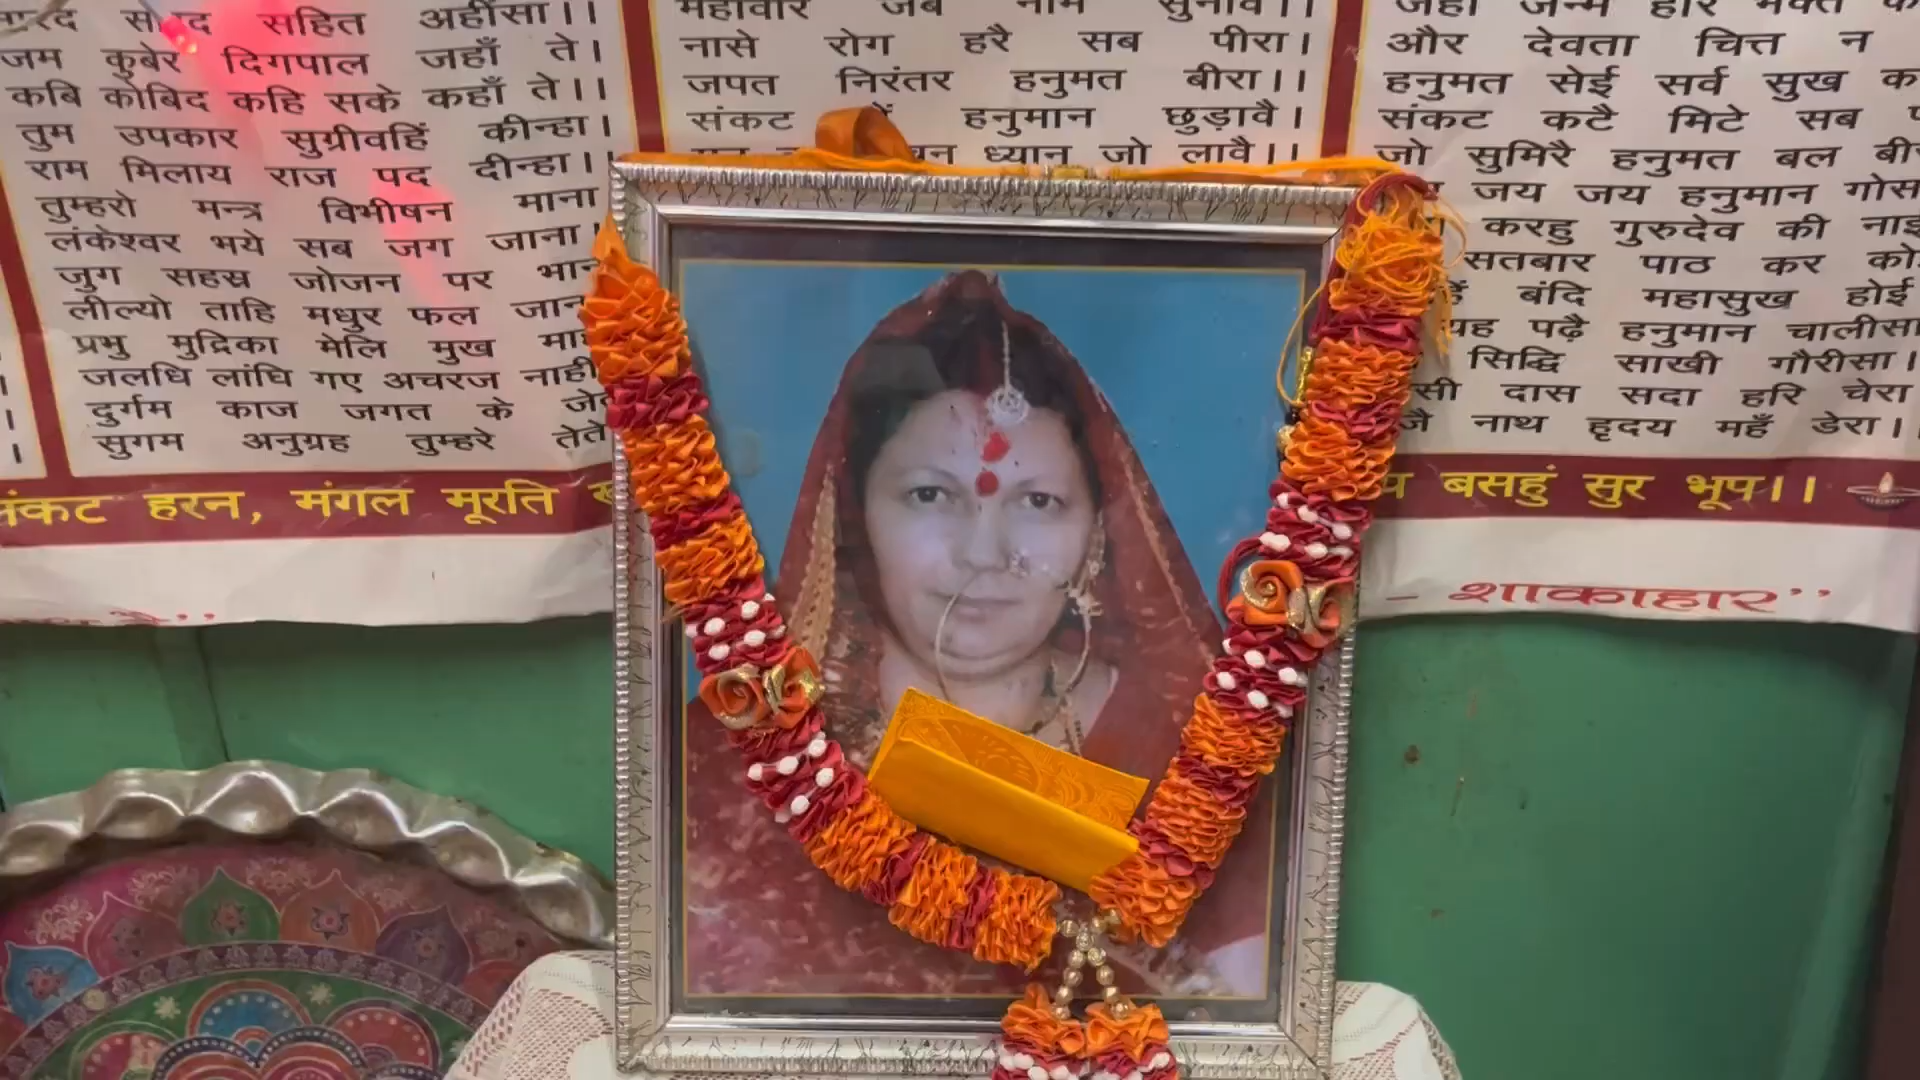 सहित अहीसा।।
जम कुबेर दिगपाल जहाँ ते।
कबि कोबिद कहि सके कहाँ ते।।
तुम उपकार सुग्रीवहिं कीन्हा।
राम मिलाय राज पद दीन्हा।।
तुम्हरो मन्त्र विभीषन माना
लंकेश्वर भये सब जग जाना।
जुग सहस्र जोजन पर
लील्यो ताहि मधुर फल
प्रभु मुद्रिका मेलि मुख
जलधि लांघि गए अचरज नाही
दुर्गम काज जगत के
सुगम अनुग्रह तुम्हरे तेते
महावीर जब नाम सुनावै।।
नासे रोग हरै सब पीरा।
जपत निरंतर हनुमत बीरा।।
संकट हनुमान छुड़ावै।
ध्यान जो लावै।।
और देवता चित्त न
हनुमत सेई सर्व सुख
संकट कटै मिटे सब
जो सुमिरै हनुमत बल
जय जय हनुमान
करहु गुरुदेव की
सतबार पाठ कर
बंदि महासुख होई
यह पढ़ै हनुमान चालीसा
सिद्धि साखी गौरीसा।
दास सदा हरि चेरा
नाथ हृदय महँ डेरा।।
हरन, मंगल मूरति
बसहुं सुर भूप।।
- शाकाहार’’